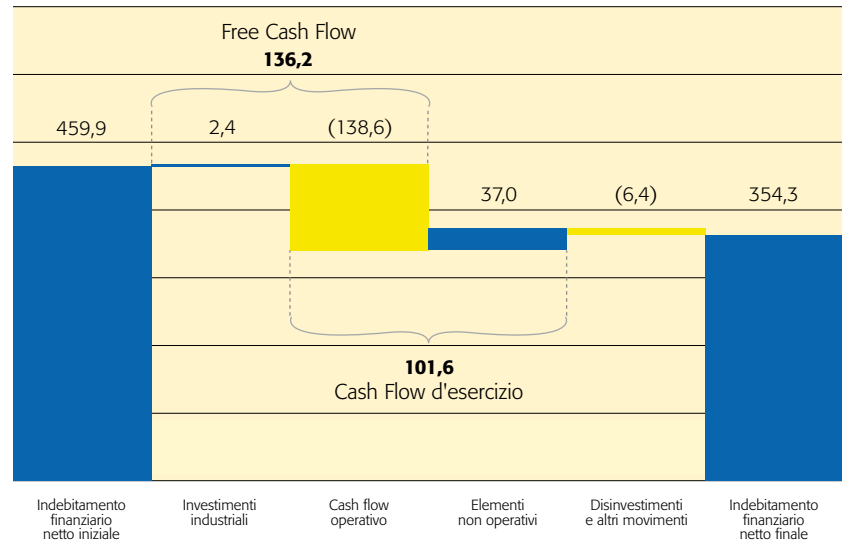 Free Cash Flow
136,2
459,9
2,4
(138,6)
37,0
(6,4)
354,3
101,6
Cash Flow d'esercizio
Indebitamento
finanziario
netto iniziale
Investimenti
industriali
Cash flow
operativo
Elementi
non operativi
Disinvestimenti
e altri movimenti
Indebitamento
finanziario
netto finale